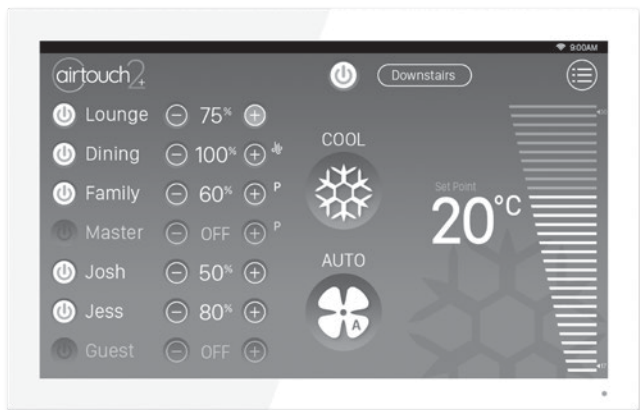 9:00AM
airtouch 2+
Downstairs
Lounge 75%
Dining 100%
Family 60% P
Master OFF P
Josh 50%
Jess 80%
Guest OFF
COOL
AUTO
A
Set Point
20°C